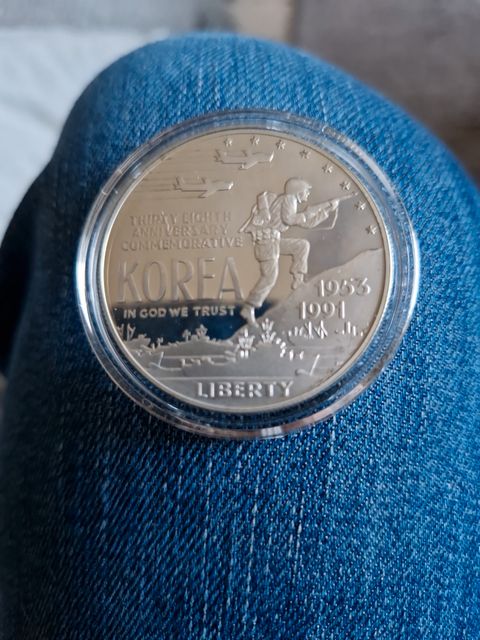 THIRTY EIGHTH
ANNIVERSARY
COMMEMORATIVE
KOREA
IN GOD WE TRUST
1953
1991
LIBERTY